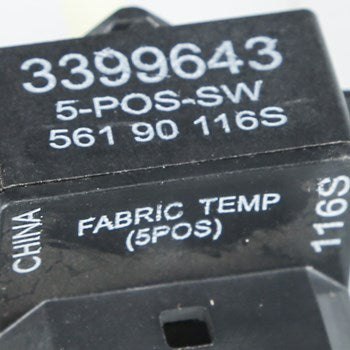 3399643
5-POS-SW
561 90 116S
CHINA
FABRIC TEMP
(5POS)
116S